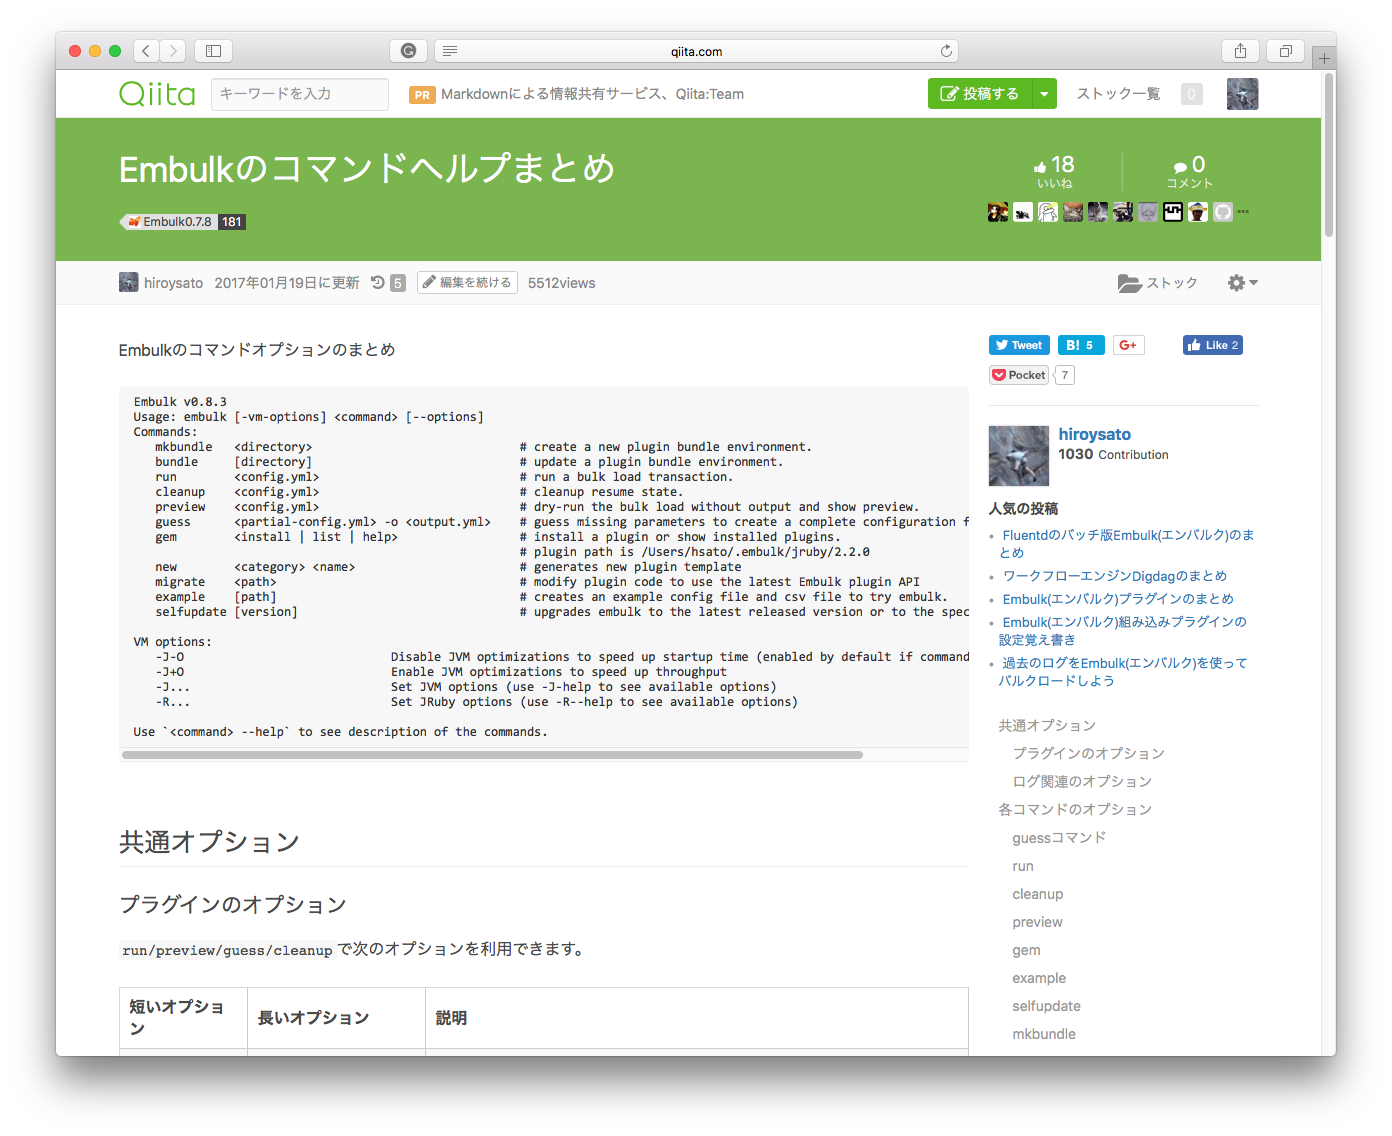 qiita.com
Qiita
キーワードを入力
PR Markdownによる情報共有サービス、Qiita:Team
投稿する
ストック一覧
0
Embulkのコマンドヘルプまとめ
18
いいね
0
コメント
Embulk0.7.8 181
hiroysato 2017年01月19日に更新 5 編集を続ける 5512views
ストック
Embulkのコマンドオプションのまとめ
Embulk v0.8.3
Usage: embulk [-vm-options] <command> [--options]
Commands:
mkbundle <directory> # create a new plugin bundle environment.
bundle [directory] # update a plugin bundle environment.
run <config.yml> # run a bulk load transaction.
cleanup <config.yml> # cleanup resume state.
preview <config.yml> # dry-run the bulk load without output and show preview.
guess <partial-config.yml> -o <output.yml> # guess missing parameters to create a complete configuration f
gem <install | list | help> # install a plugin or show installed plugins.
# plugin path is /Users/hsato/.embulk/jruby/2.2.0
new <category> <name> # generates new plugin template
migrate <path> # modify plugin code to use the latest Embulk plugin API
example [path] # creates an example config file and csv file to try embulk.
selfupdate [version] # upgrades embulk to the latest released version or to the spec
VM options:
-J-O Disable JVM optimizations to speed up startup time (enabled by default if command
-J+O Enable JVM optimizations to speed up throughput
-J... Set JVM options (use -J-help to see available options)
-R... Set JRuby options (use -R--help to see available options)
Use `<command> --help` to see description of the commands.
共通オプション
プラグインのオプション
run/preview/guess/cleanup で次のオプションを利用できます。
短いオプショ
ン
長いオプション
説明
Tweet
B! 5
G+
Like 2
Pocket 7
hiroysato
1030 Contribution
人気の投稿
Fluentdのバッチ版Embulk(エンバルク)のま
とめ
ワークフローエンジンDigdagのまとめ
Embulk(エンバルク)プラグインのまとめ
Embulk(エンバルク)組み込みプラグインの
設定覚え書き
過去のログをEmbulk(エンバルク)を使って
バルクロードしよう
共通オプション
プラグインのオプション
ログ関連のオプション
各コマンドのオプション
guessコマンド
run
cleanup
preview
gem
example
selfupdate
mkbundle